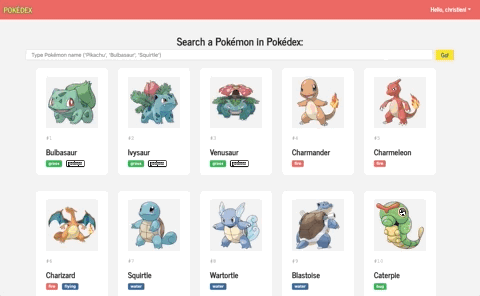 POKEDEX
Hello, christleni
Search a Pokémon in Pokédex:
Type Pokémon name ('Pikachu', 'Bulbasaur', 'Squirtle')
Go!
#1 #2 #3 #4 #5
Bulbasaur Ivysaur Venusaur Charmander Charmeleon
grass poison grass poison grass poison fire fire
#6 #7 #8 #9 #10
Charizard Squirtle Wartortle Blastoise Caterpie
fire flying water water water bug